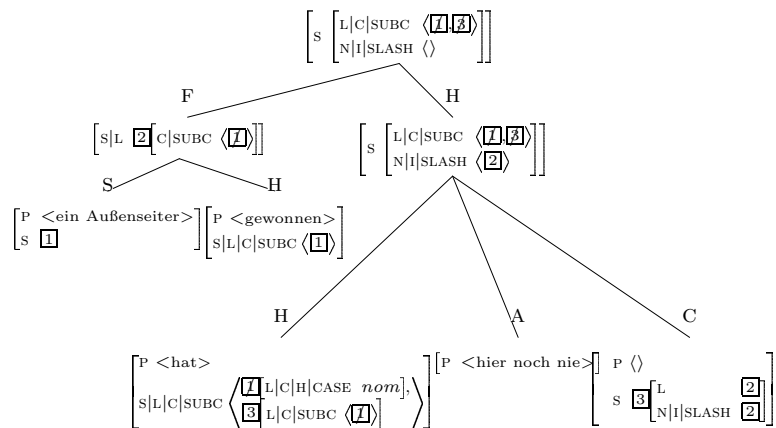 S L|C|SUBC ⟨1̸, 3̸⟩
N|I|SLASH ⟨⟩
F H
S|L 2 C|SUBC ⟨1̸⟩
S L|C|SUBC ⟨1̸, 3̸⟩
N|I|SLASH ⟨2⟩
S H
P <ein Außenseiter>
S 1
P <gewonnen>
S|L|C|SUBC ⟨1⟩
H A C
P <hat>
S|L|C|SUBC ⟨1̸[L|C|H|CASE nom],
3[L|C|SUBC ⟨1̸⟩]⟩
P <hier noch nie>
P ⟨⟩
S 3 L 2
N|I|SLASH 2